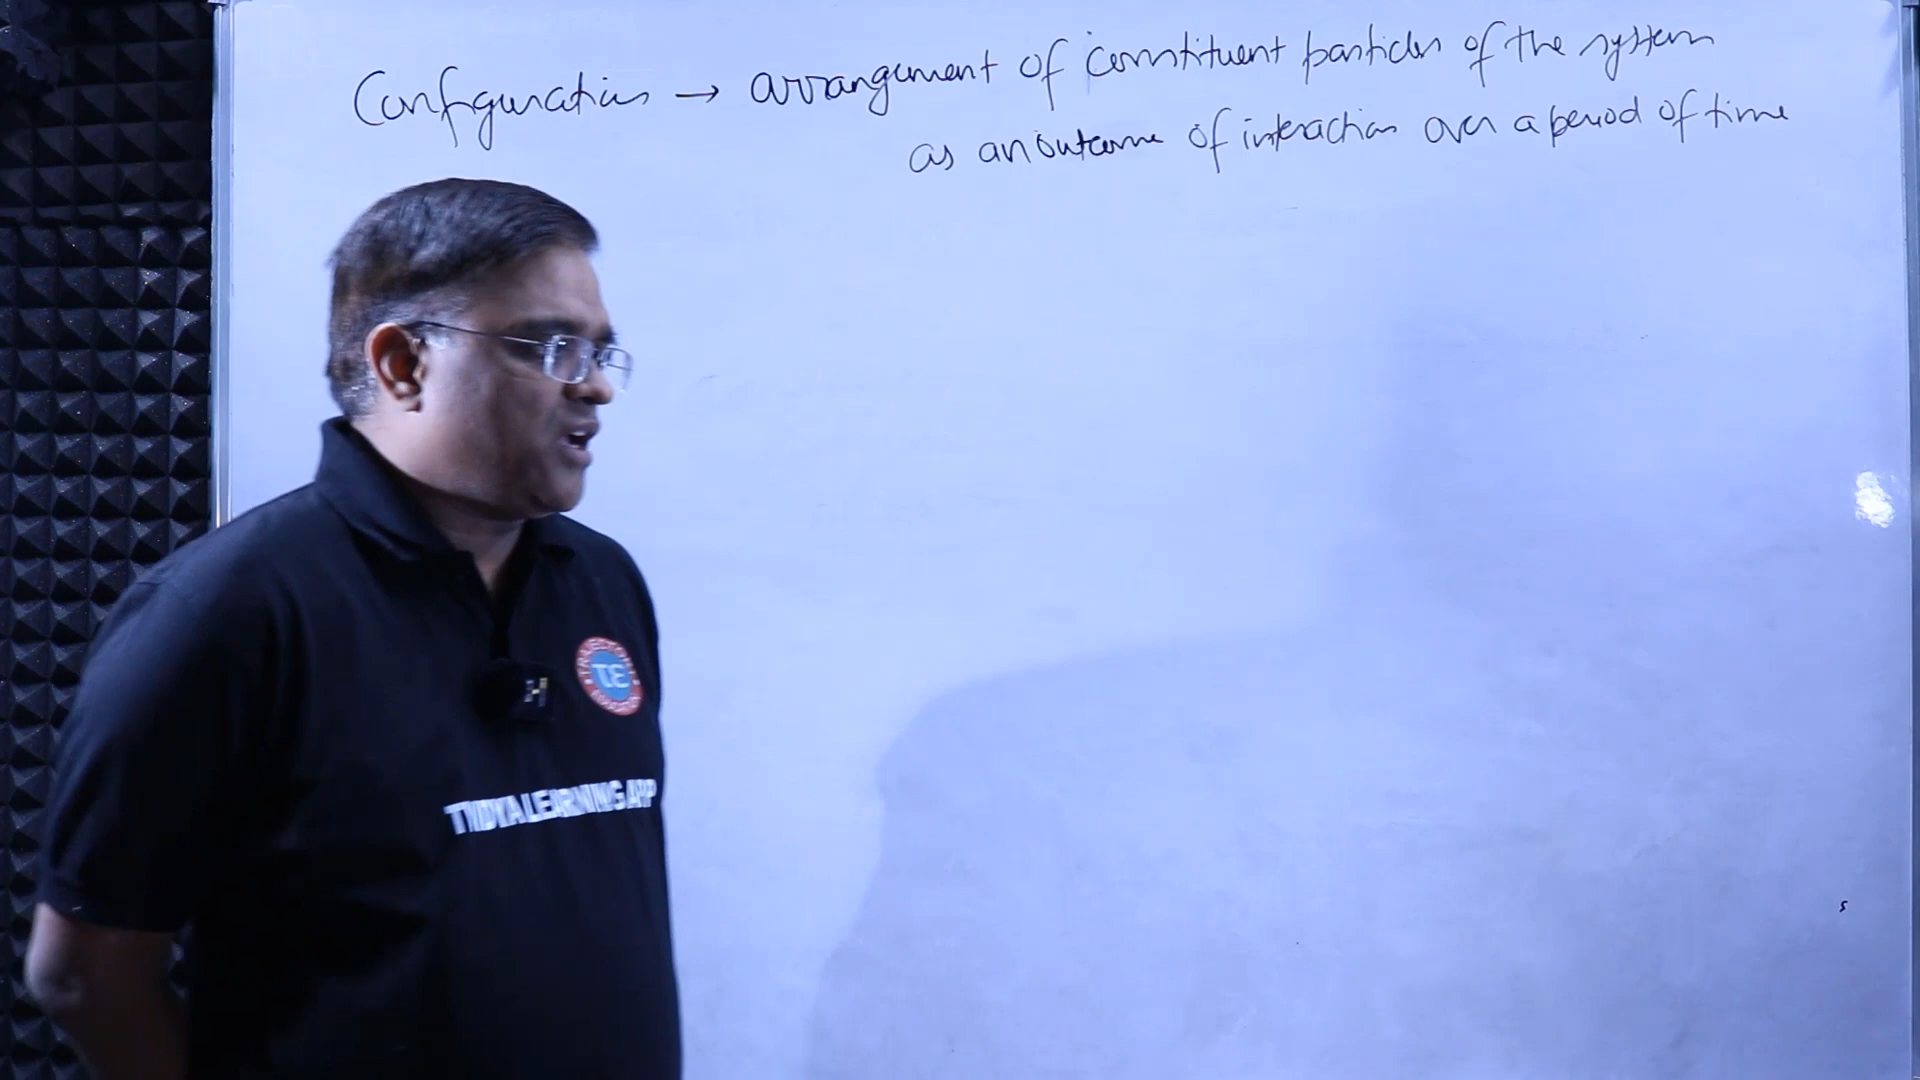 Configuration → arrangement of constituent particles of the system
as an outcome of interaction over a period of time
TE
LEARNING APP